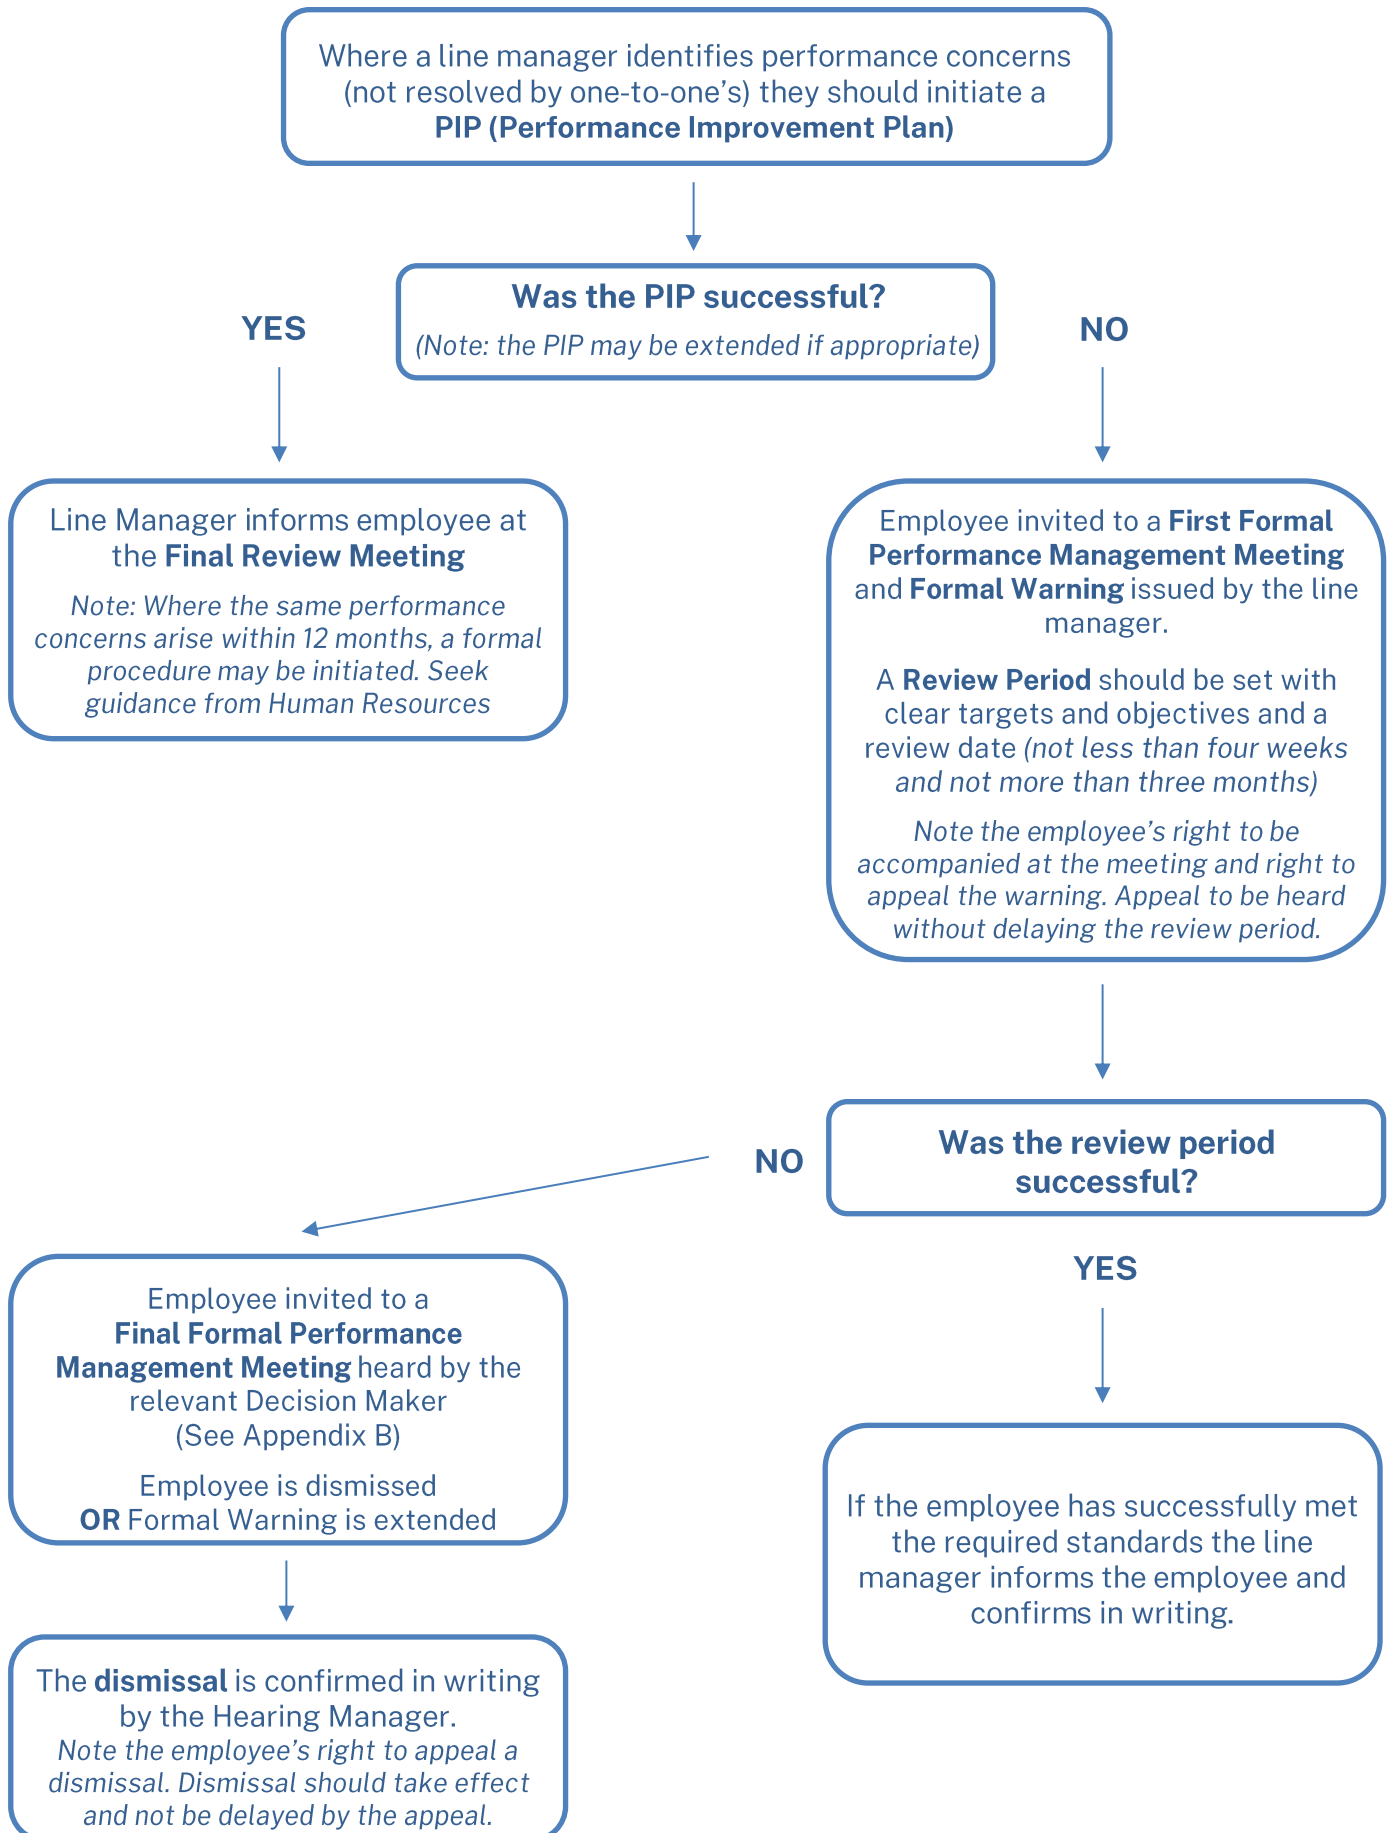 Where a line manager identifies performance concerns
(not resolved by one-to-one’s) they should initiate a
PIP (Performance Improvement Plan)
Was the PIP successful?
(Note: the PIP may be extended if appropriate)
YES
NO
Line Manager informs employee at
the Final Review Meeting
Note: Where the same performance
concerns arise within 12 months, a formal
procedure may be initiated. Seek
guidance from Human Resources
Employee invited to a First Formal
Performance Management Meeting
and Formal Warning issued by the line
manager.
A Review Period should be set with
clear targets and objectives and a
review date (not less than four weeks
and not more than three months)
Note the employee’s right to be
accompanied at the meeting and right to
appeal the warning. Appeal to be heard
without delaying the review period.
Was the review period
successful?
NO
YES
Employee invited to a
Final Formal Performance
Management Meeting heard by the
relevant Decision Maker
(See Appendix B)
Employee is dismissed
OR Formal Warning is extended
If the employee has successfully met
the required standards the line
manager informs the employee and
confirms in writing.
The dismissal is confirmed in writing
by the Hearing Manager.
Note the employee’s right to appeal a
dismissal. Dismissal should take effect
and not be delayed by the appeal.